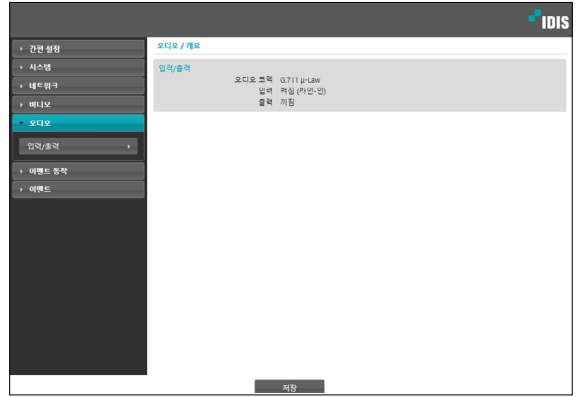 IDIS
간편 설정
시스템
네트워크
비디오
오디오
입력/출력
이벤트 동작
이벤트
오디오 / 개요
입력/출력
오디오 코덱 G.711 μ-Law
입력 켜짐 (라인-인)
출력 꺼짐
저장